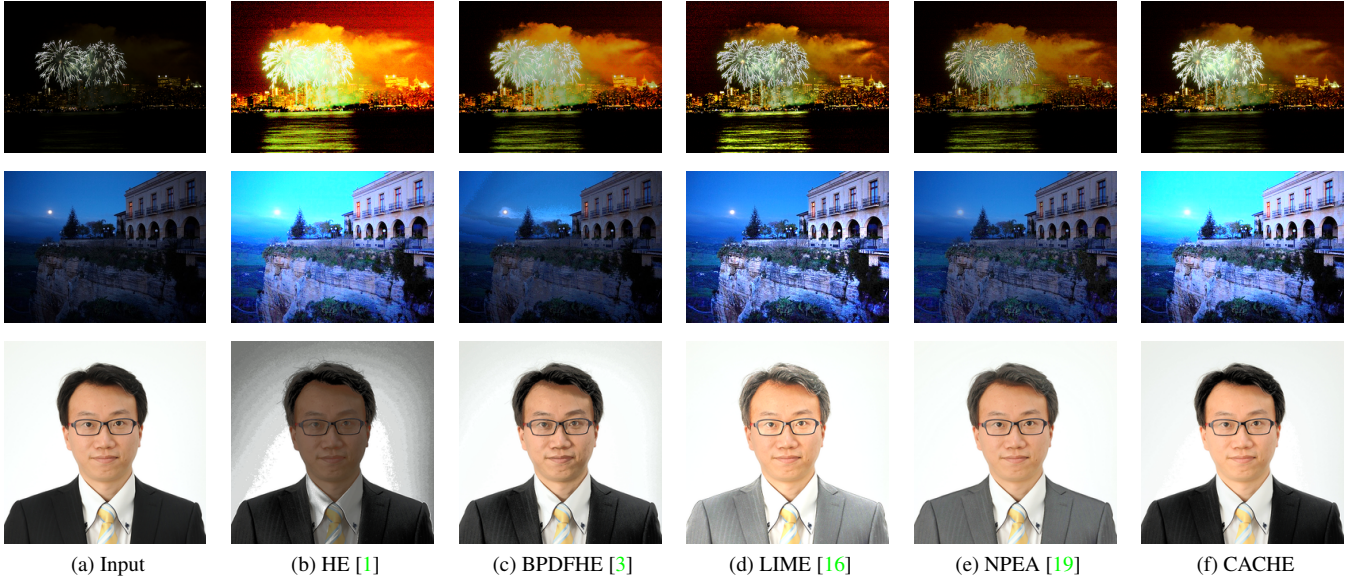 (a) Input
(b) HE [1]
(c) BPDFHE [3]
(d) LIME [16]
(e) NPEA [19]
(f) CACHE